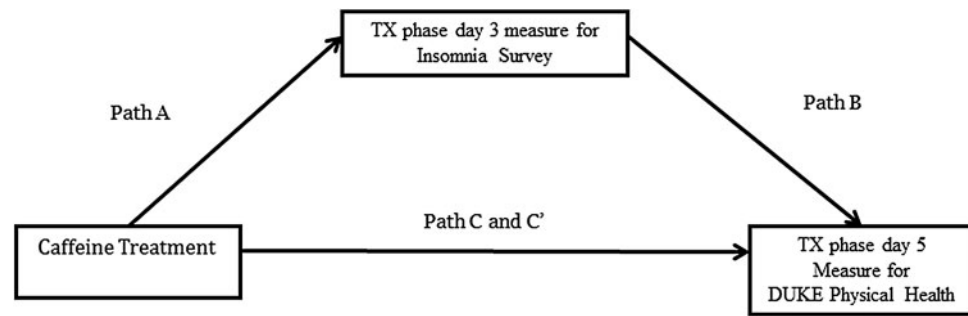 TX phase day 3 measure for
Insomnia Survey
Path A
Path B
Path C and C'
Caffeine Treatment
TX phase day 5
Measure for
DUKE Physical Health